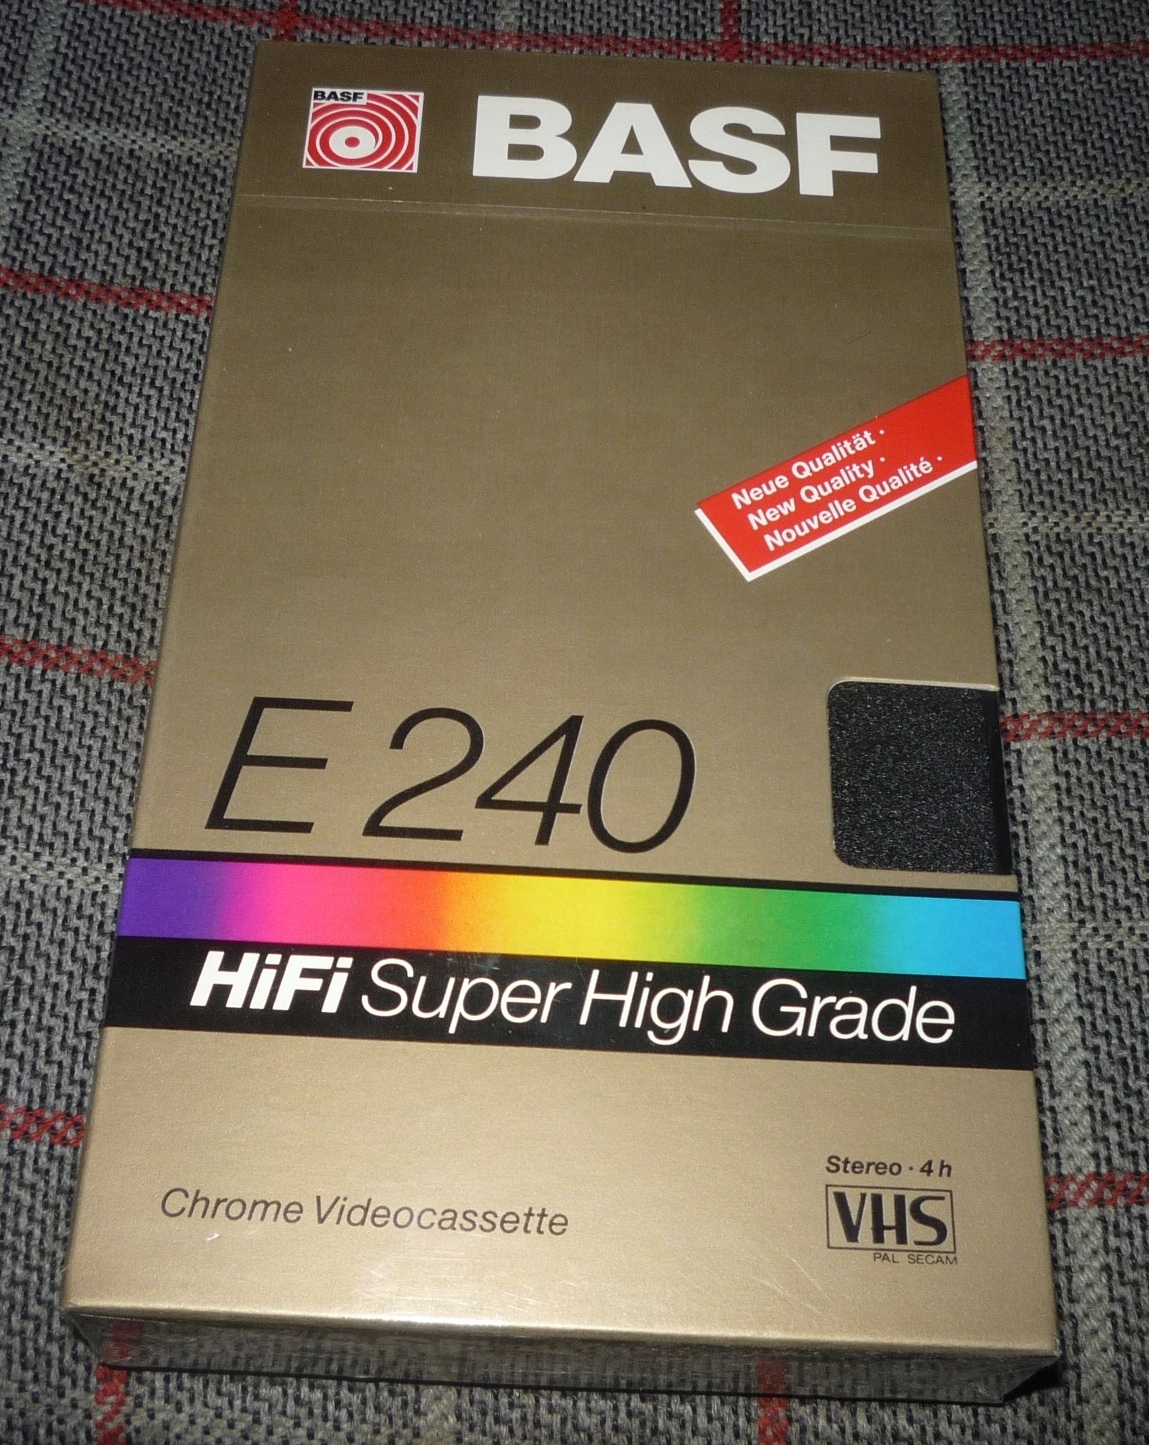 BASF
BASF
Neue Qualität ·
New Quality ·
Nouvelle Qualité ·
E 240
HiFi Super High Grade
Stereo · 4 h
Chrome Videocassette
VHS
PAL SECAM